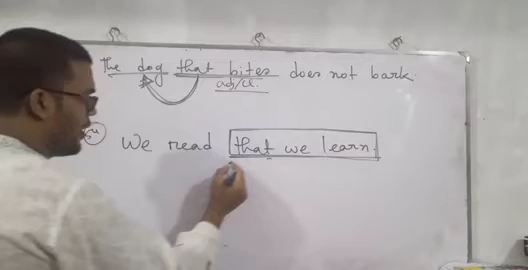 The dog that bites does not bark.
adj/cl.
We read that we learn.